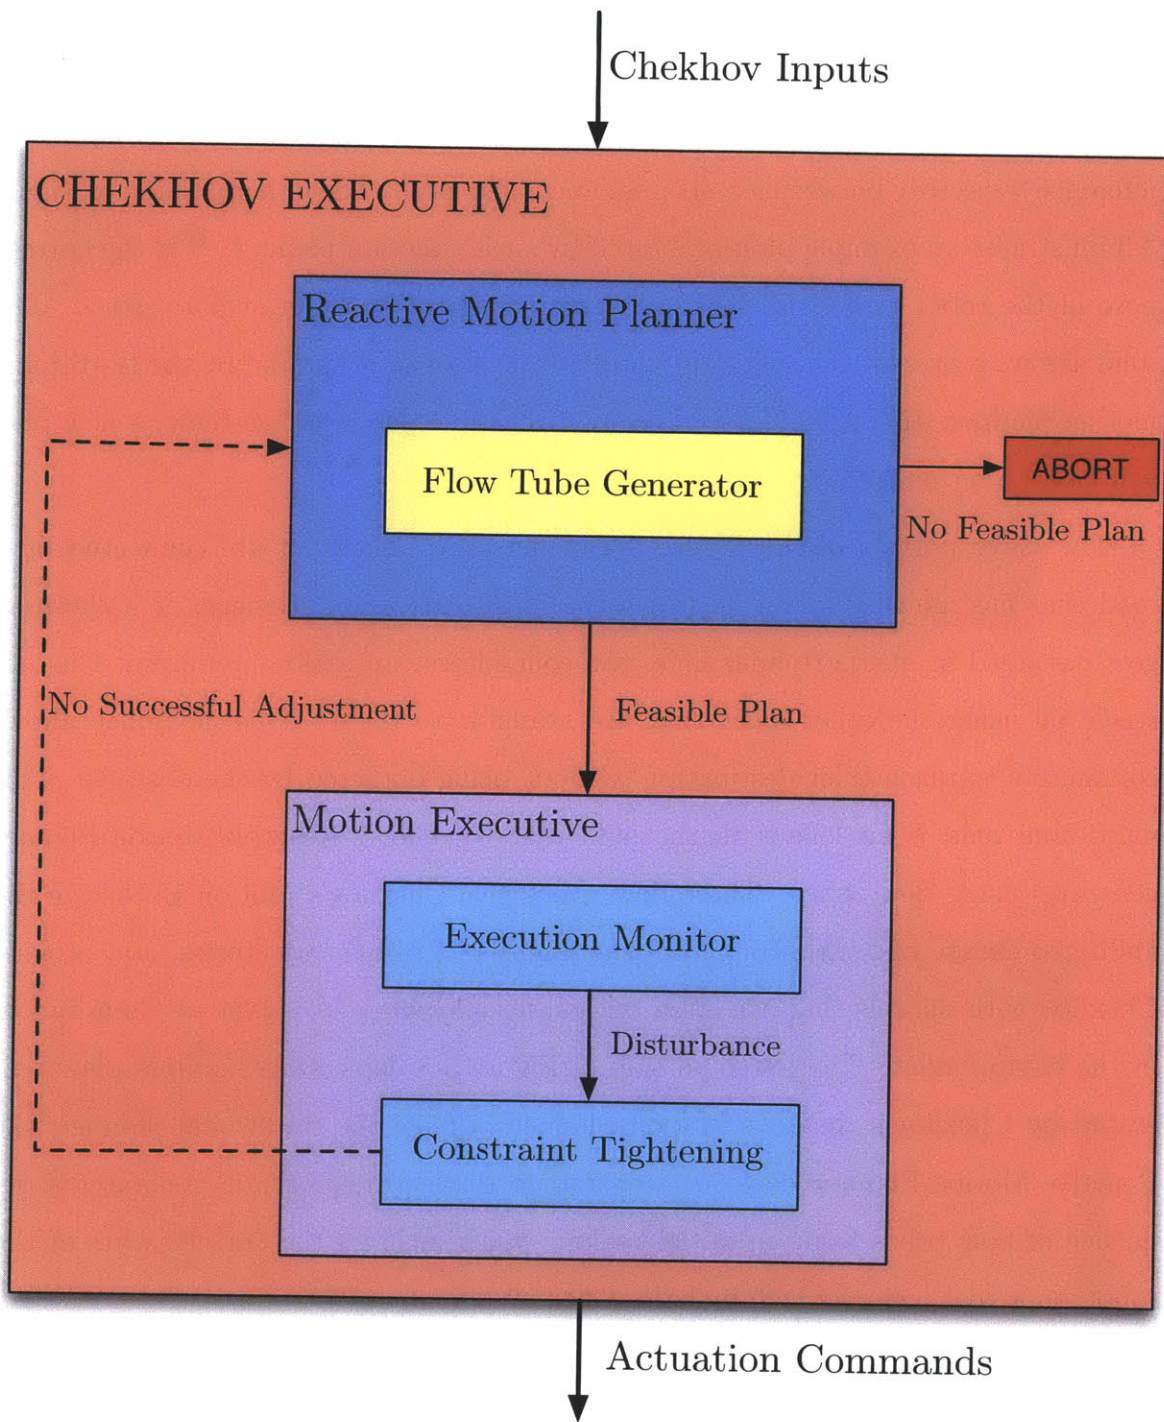 Chekhov Inputs
CHEKHOV EXECUTIVE
Reactive Motion Planner
Flow Tube Generator
ABORT
No Feasible Plan
No Successful Adjustment
Feasible Plan
Motion Executive
Execution Monitor
Disturbance
Constraint Tightening
Actuation Commands